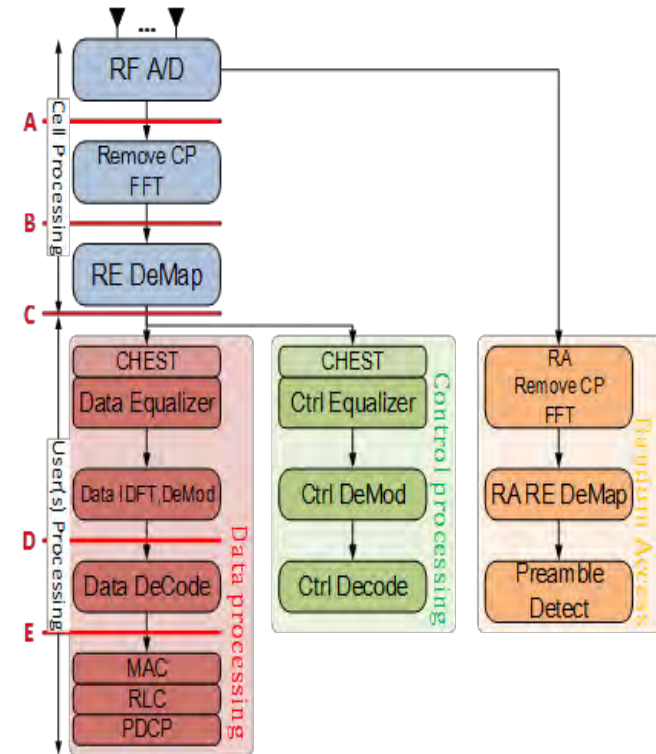 ...
RF A/D
A
Cell Processing
Remove CP
FFT
B
RE DeMap
C
CHEST
Data Equalizer
Data IDFT,DeMod
D
Data DeCode
E
MAC
RLC
PDCP
User(s) Processing
Data processing
CHEST
Ctrl Equalizer
Ctrl DeMod
Ctrl Decode
Control processing
RA
Remove CP
FFT
RA RE DeMap
Preamble
Detect
Random Access